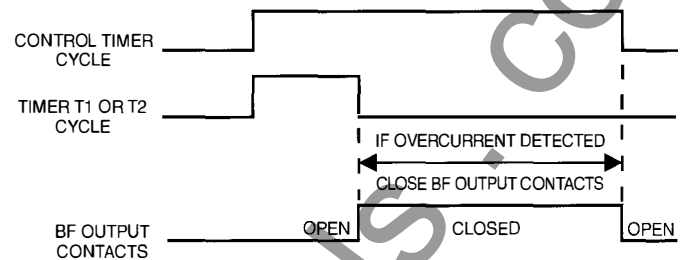 CONTROL TIMER
CYCLE
TIMER T1 OR T2
CYCLE
IF OVERCURRENT DETECTED
CLOSE BF OUTPUT CONTACTS
BF OUTPUT
CONTACTS
OPEN
CLOSED
OPEN